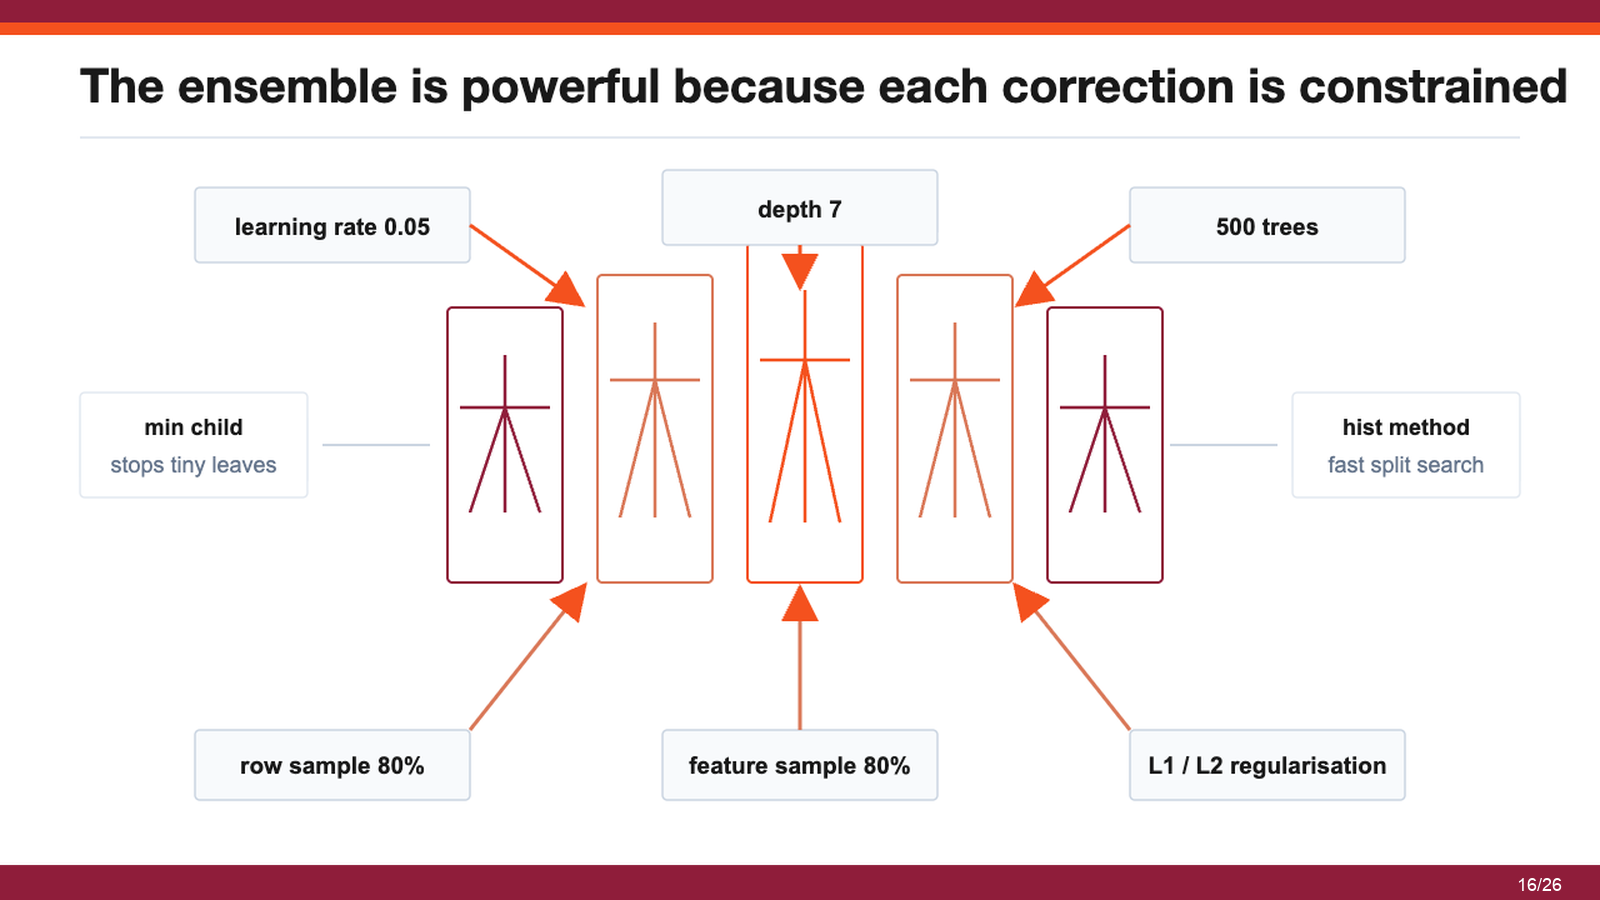 The ensemble is powerful because each correction is constrained
learning rate 0.05
depth 7
500 trees
min child
stops tiny leaves
hist method
fast split search
row sample 80%
feature sample 80%
L1 / L2 regularisation
16/26